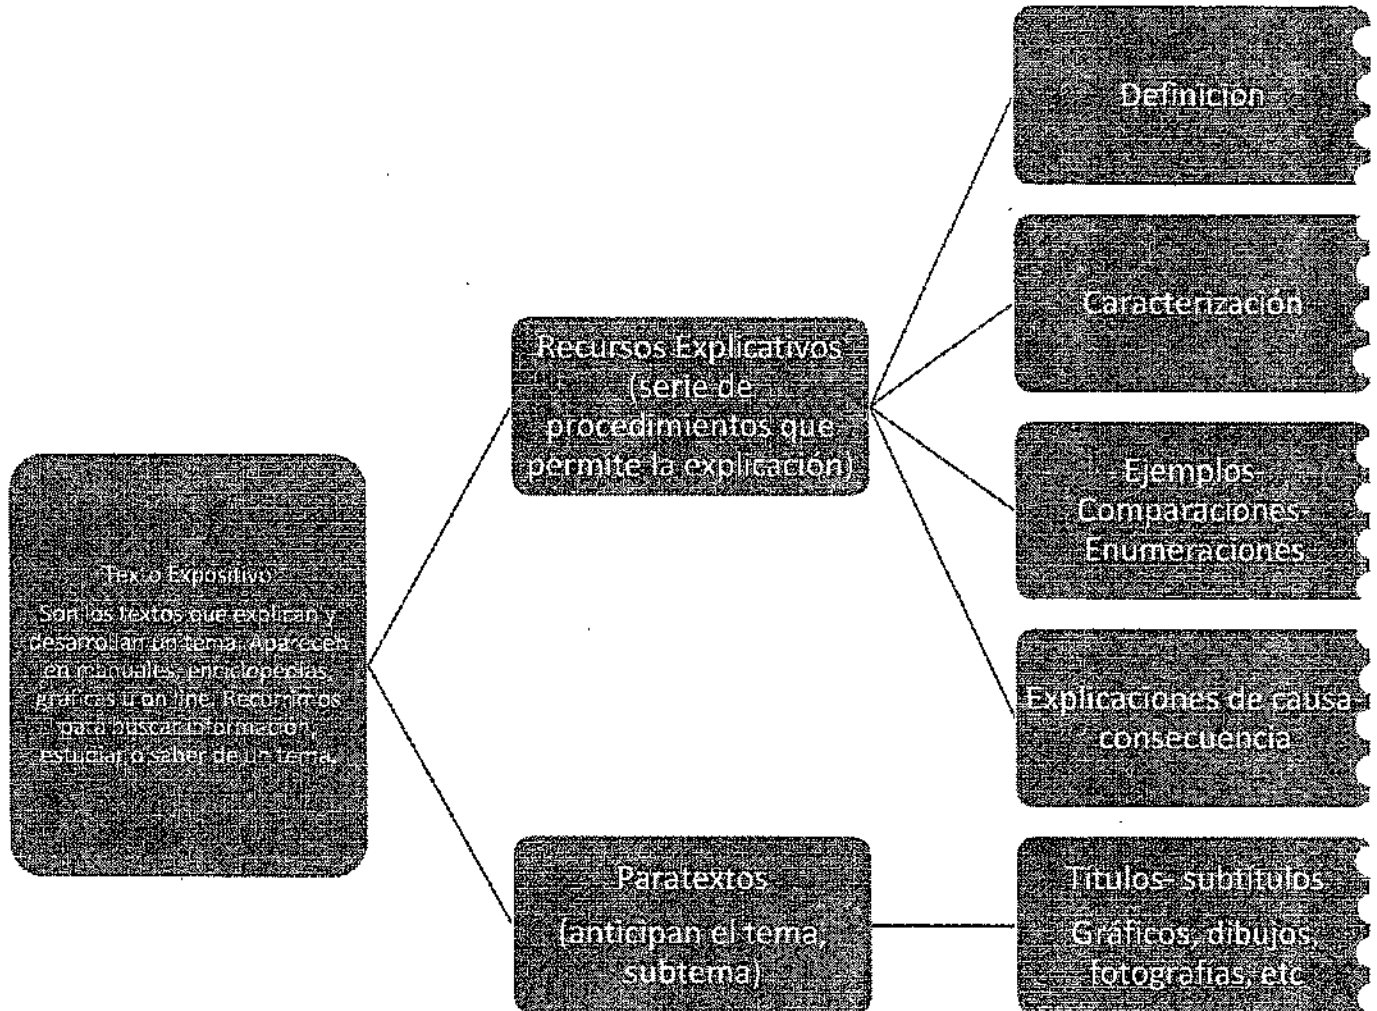 Texto Expositivo
Son los textos que explican y
desarrollan un tema. Aparecen
en manuales, enciclopedias,
gráficas u on line. Recurrimos
para buscar información,
estudiar o saber de un tema.
Recursos Explicativos
(serie de
procedimientos que
permite la explicación)
Definición
Caracterización
Ejemplos-
Comparaciones-
Enumeraciones
Explicaciones de causa
consecuencia
Paratextos
(anticipan el tema,
subtema)
Titulos- subtítulos
Gráficos, dibujos,
fotografías, etc